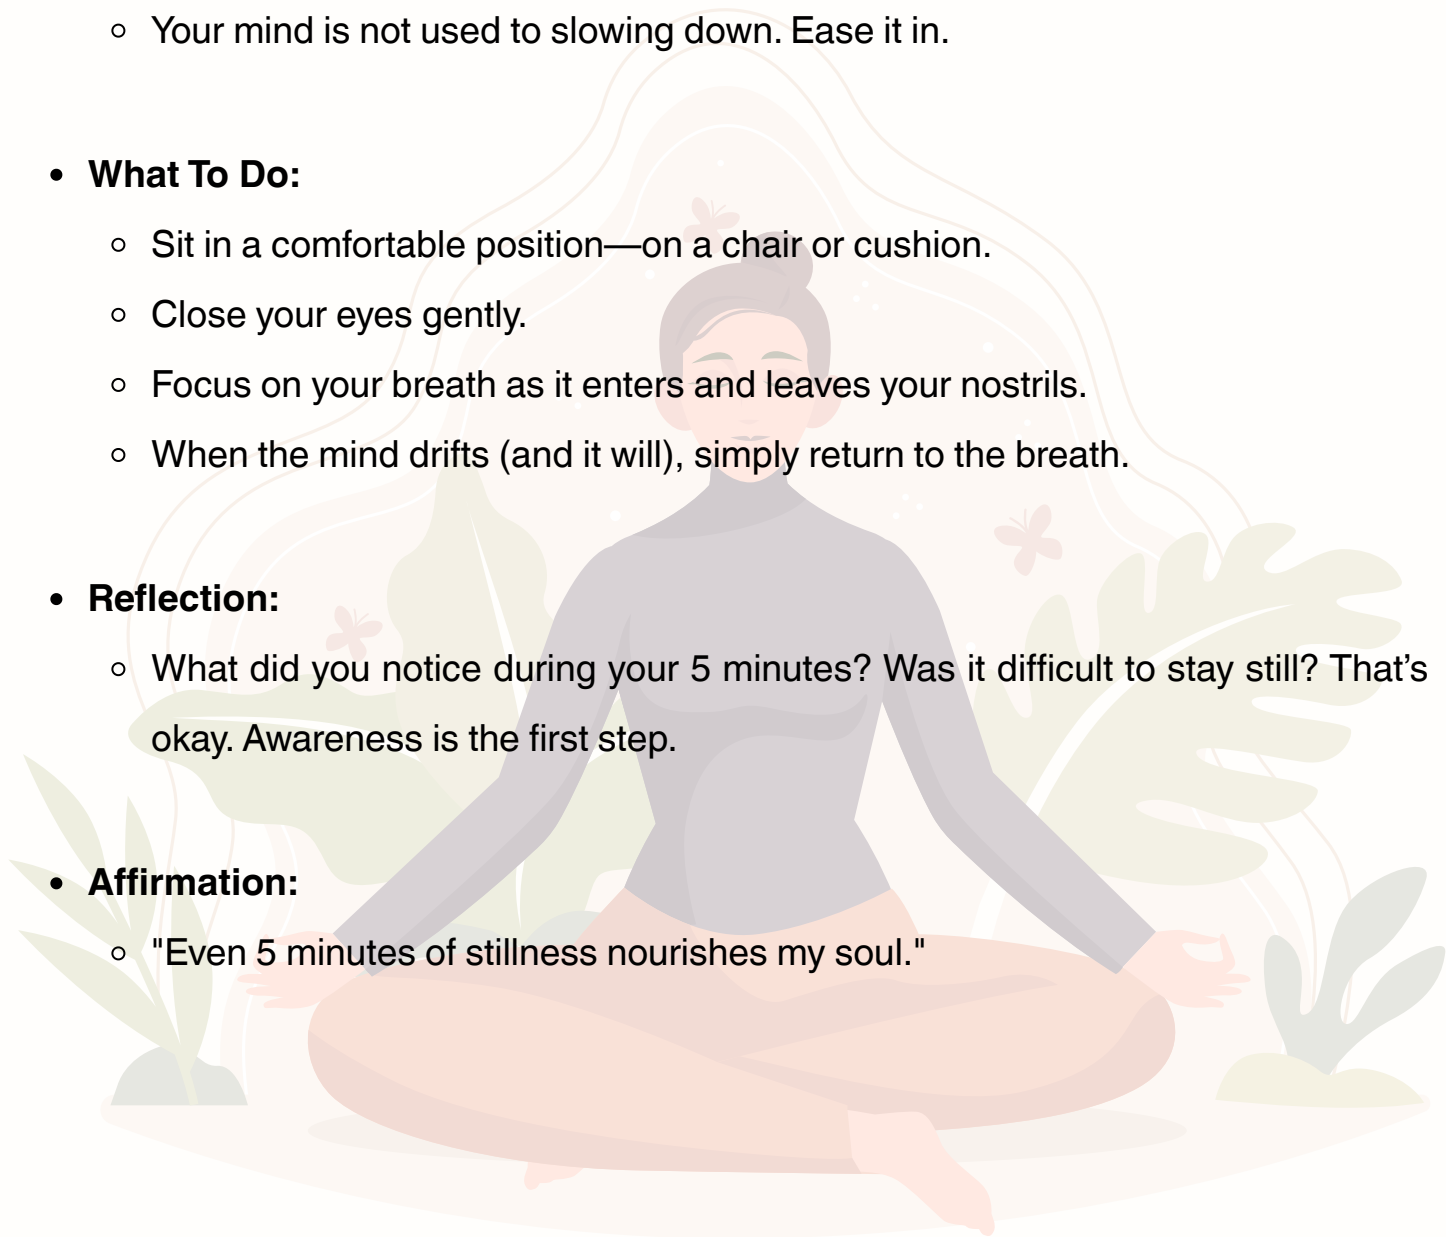 Your mind is not used to slowing down. Ease it in.
What To Do:
Sit in a comfortable position—on a chair or cushion.
Close your eyes gently.
Focus on your breath as it enters and leaves your nostrils.
When the mind drifts (and it will), simply return to the breath.
Reflection:
What did you notice during your 5 minutes? Was it difficult to stay still? That’s
okay. Awareness is the first step.
Affirmation:
"Even 5 minutes of stillness nourishes my soul."